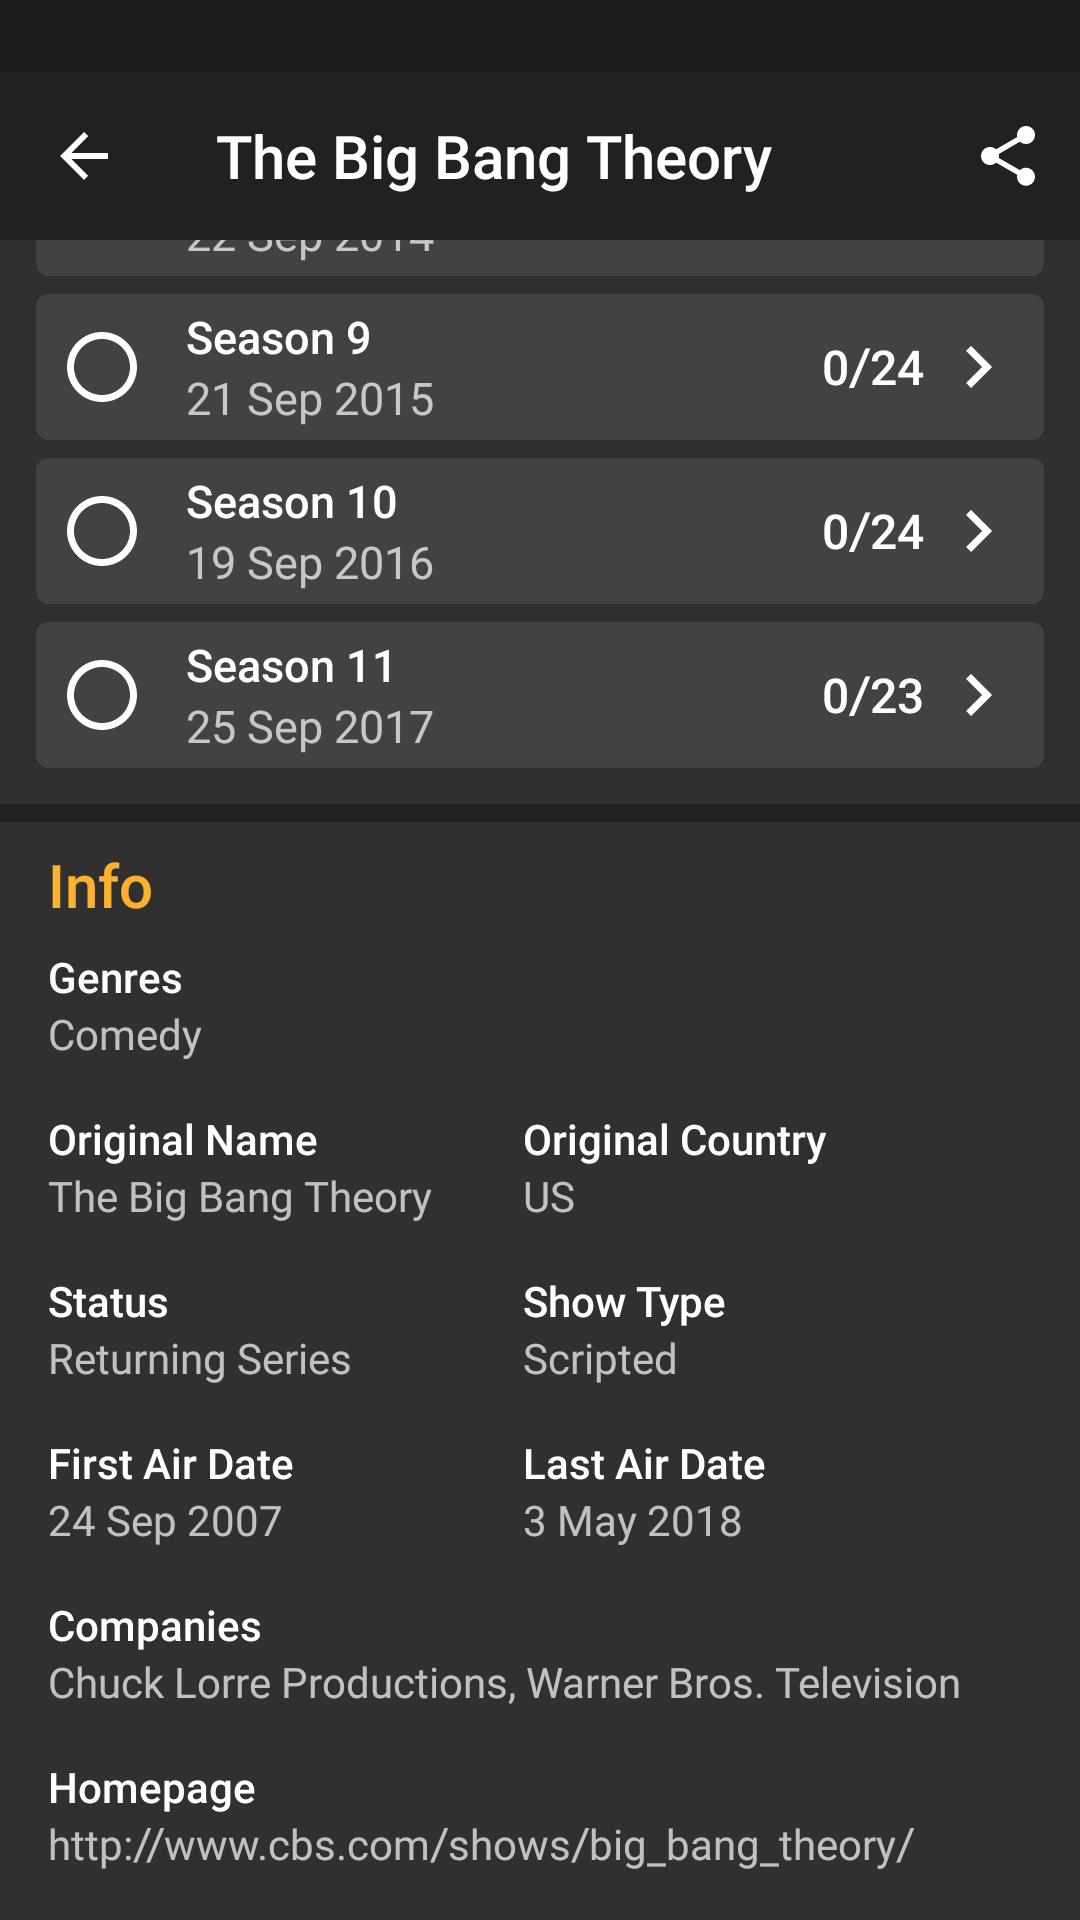 The Big Bang Theory
22 Sep 2014
Season 9
21 Sep 2015
0/24
Season 10
19 Sep 2016
0/24
Season 11
25 Sep 2017
0/23
Info
Genres
Comedy
Original Name
The Big Bang Theory
Original Country
US
Status
Returning Series
Show Type
Scripted
First Air Date
24 Sep 2007
Last Air Date
3 May 2018
Companies
Chuck Lorre Productions, Warner Bros. Television
Homepage
http://www.cbs.com/shows/big_bang_theory/